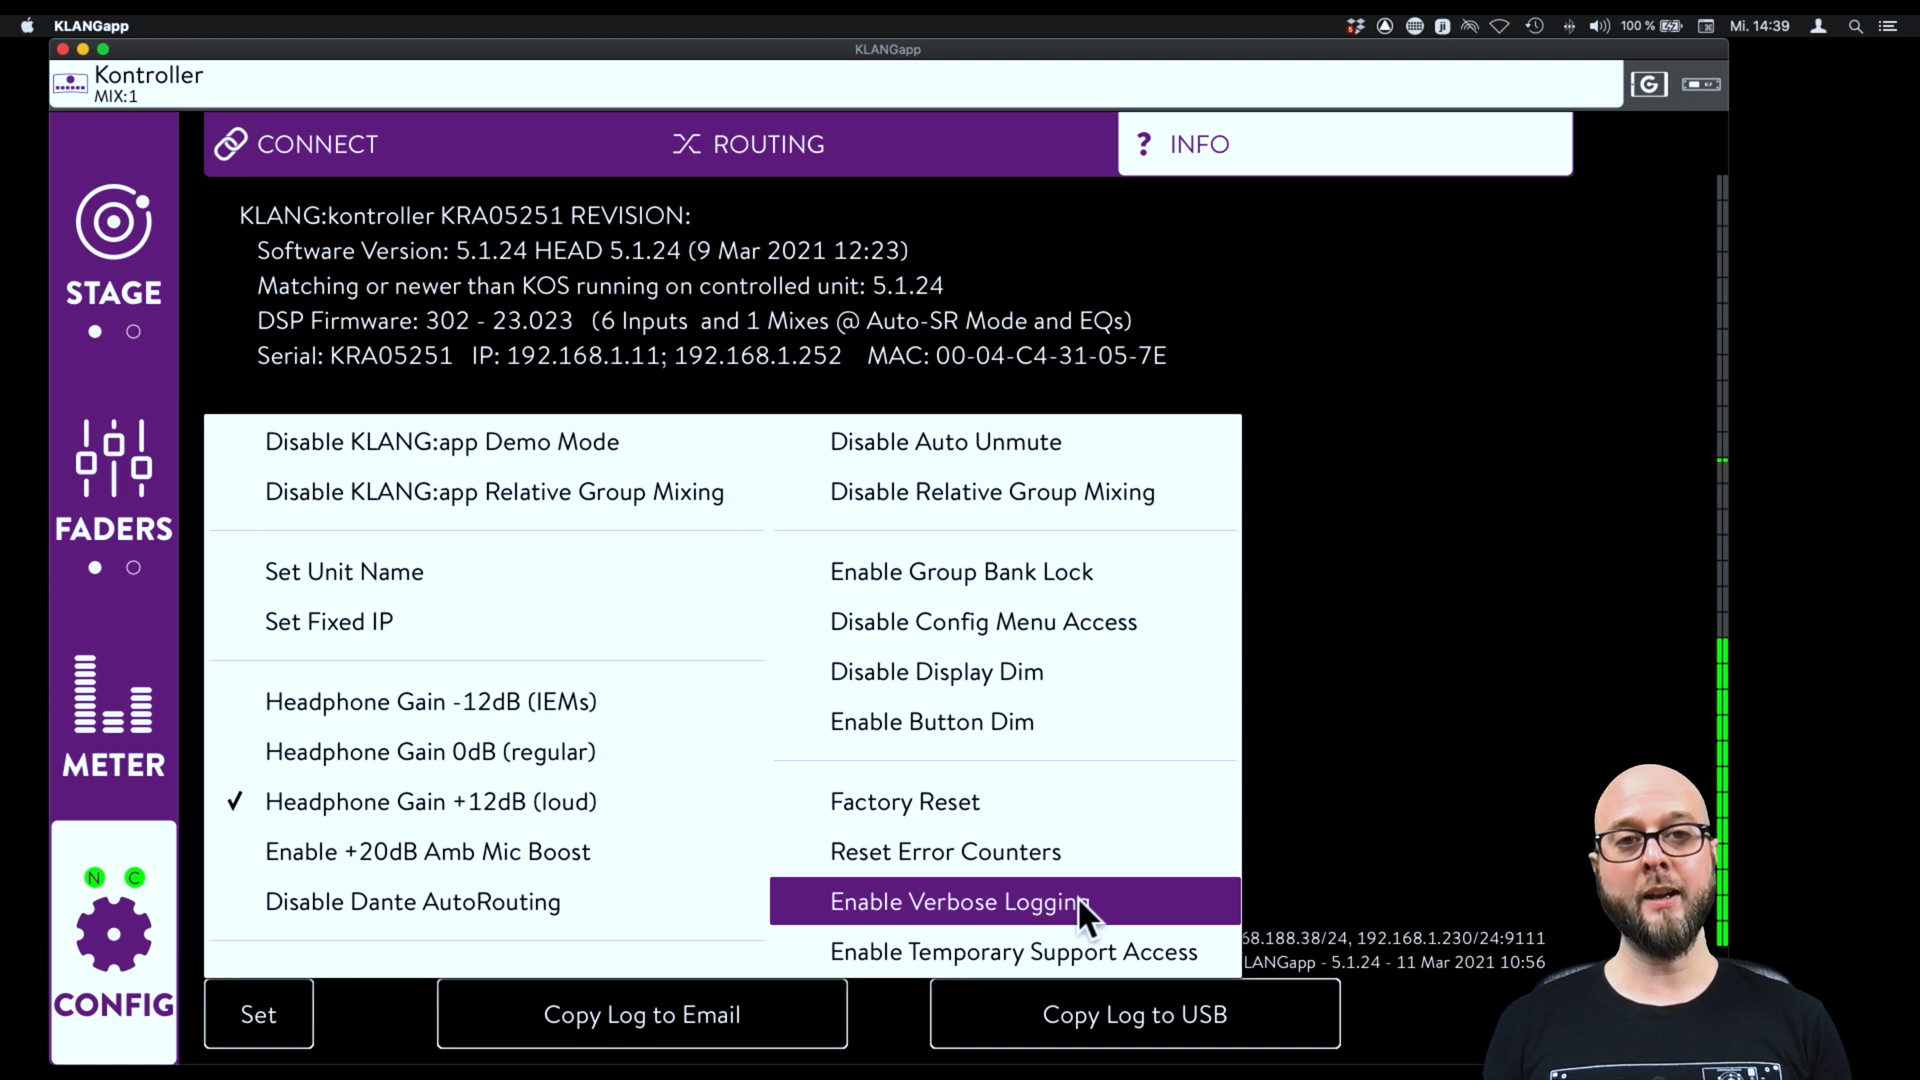 KLANGapp
100 %
Mi. 14:39
KLANGapp
Kontroller
MIX:1
G
CONNECT
ROUTING
? INFO
STAGE
FADERS
METER
N C
CONFIG
KLANG:kontroller KRA05251 REVISION:
Software Version: 5.1.24 HEAD 5.1.24 (9 Mar 2021 12:23)
Matching or newer than KOS running on controlled unit: 5.1.24
DSP Firmware: 302 - 23.023 (6 Inputs and 1 Mixes @ Auto-SR Mode and EQs)
Serial: KRA05251 IP: 192.168.1.11; 192.168.1.252 MAC: 00-04-C4-31-05-7E
Disable KLANG:app Demo Mode
Disable KLANG:app Relative Group Mixing
Set Unit Name
Set Fixed IP
Headphone Gain -12dB (IEMs)
Headphone Gain 0dB (regular)
✓ Headphone Gain +12dB (loud)
Enable +20dB Amb Mic Boost
Disable Dante AutoRouting
Disable Auto Unmute
Disable Relative Group Mixing
Enable Group Bank Lock
Disable Config Menu Access
Disable Display Dim
Enable Button Dim
Factory Reset
Reset Error Counters
Enable Verbose Logging
Enable Temporary Support Access
68.188.38/24, 192.168.1.230/24:9111
LANGapp - 5.1.24 - 11 Mar 2021 10:56
Set
Copy Log to Email
Copy Log to USB